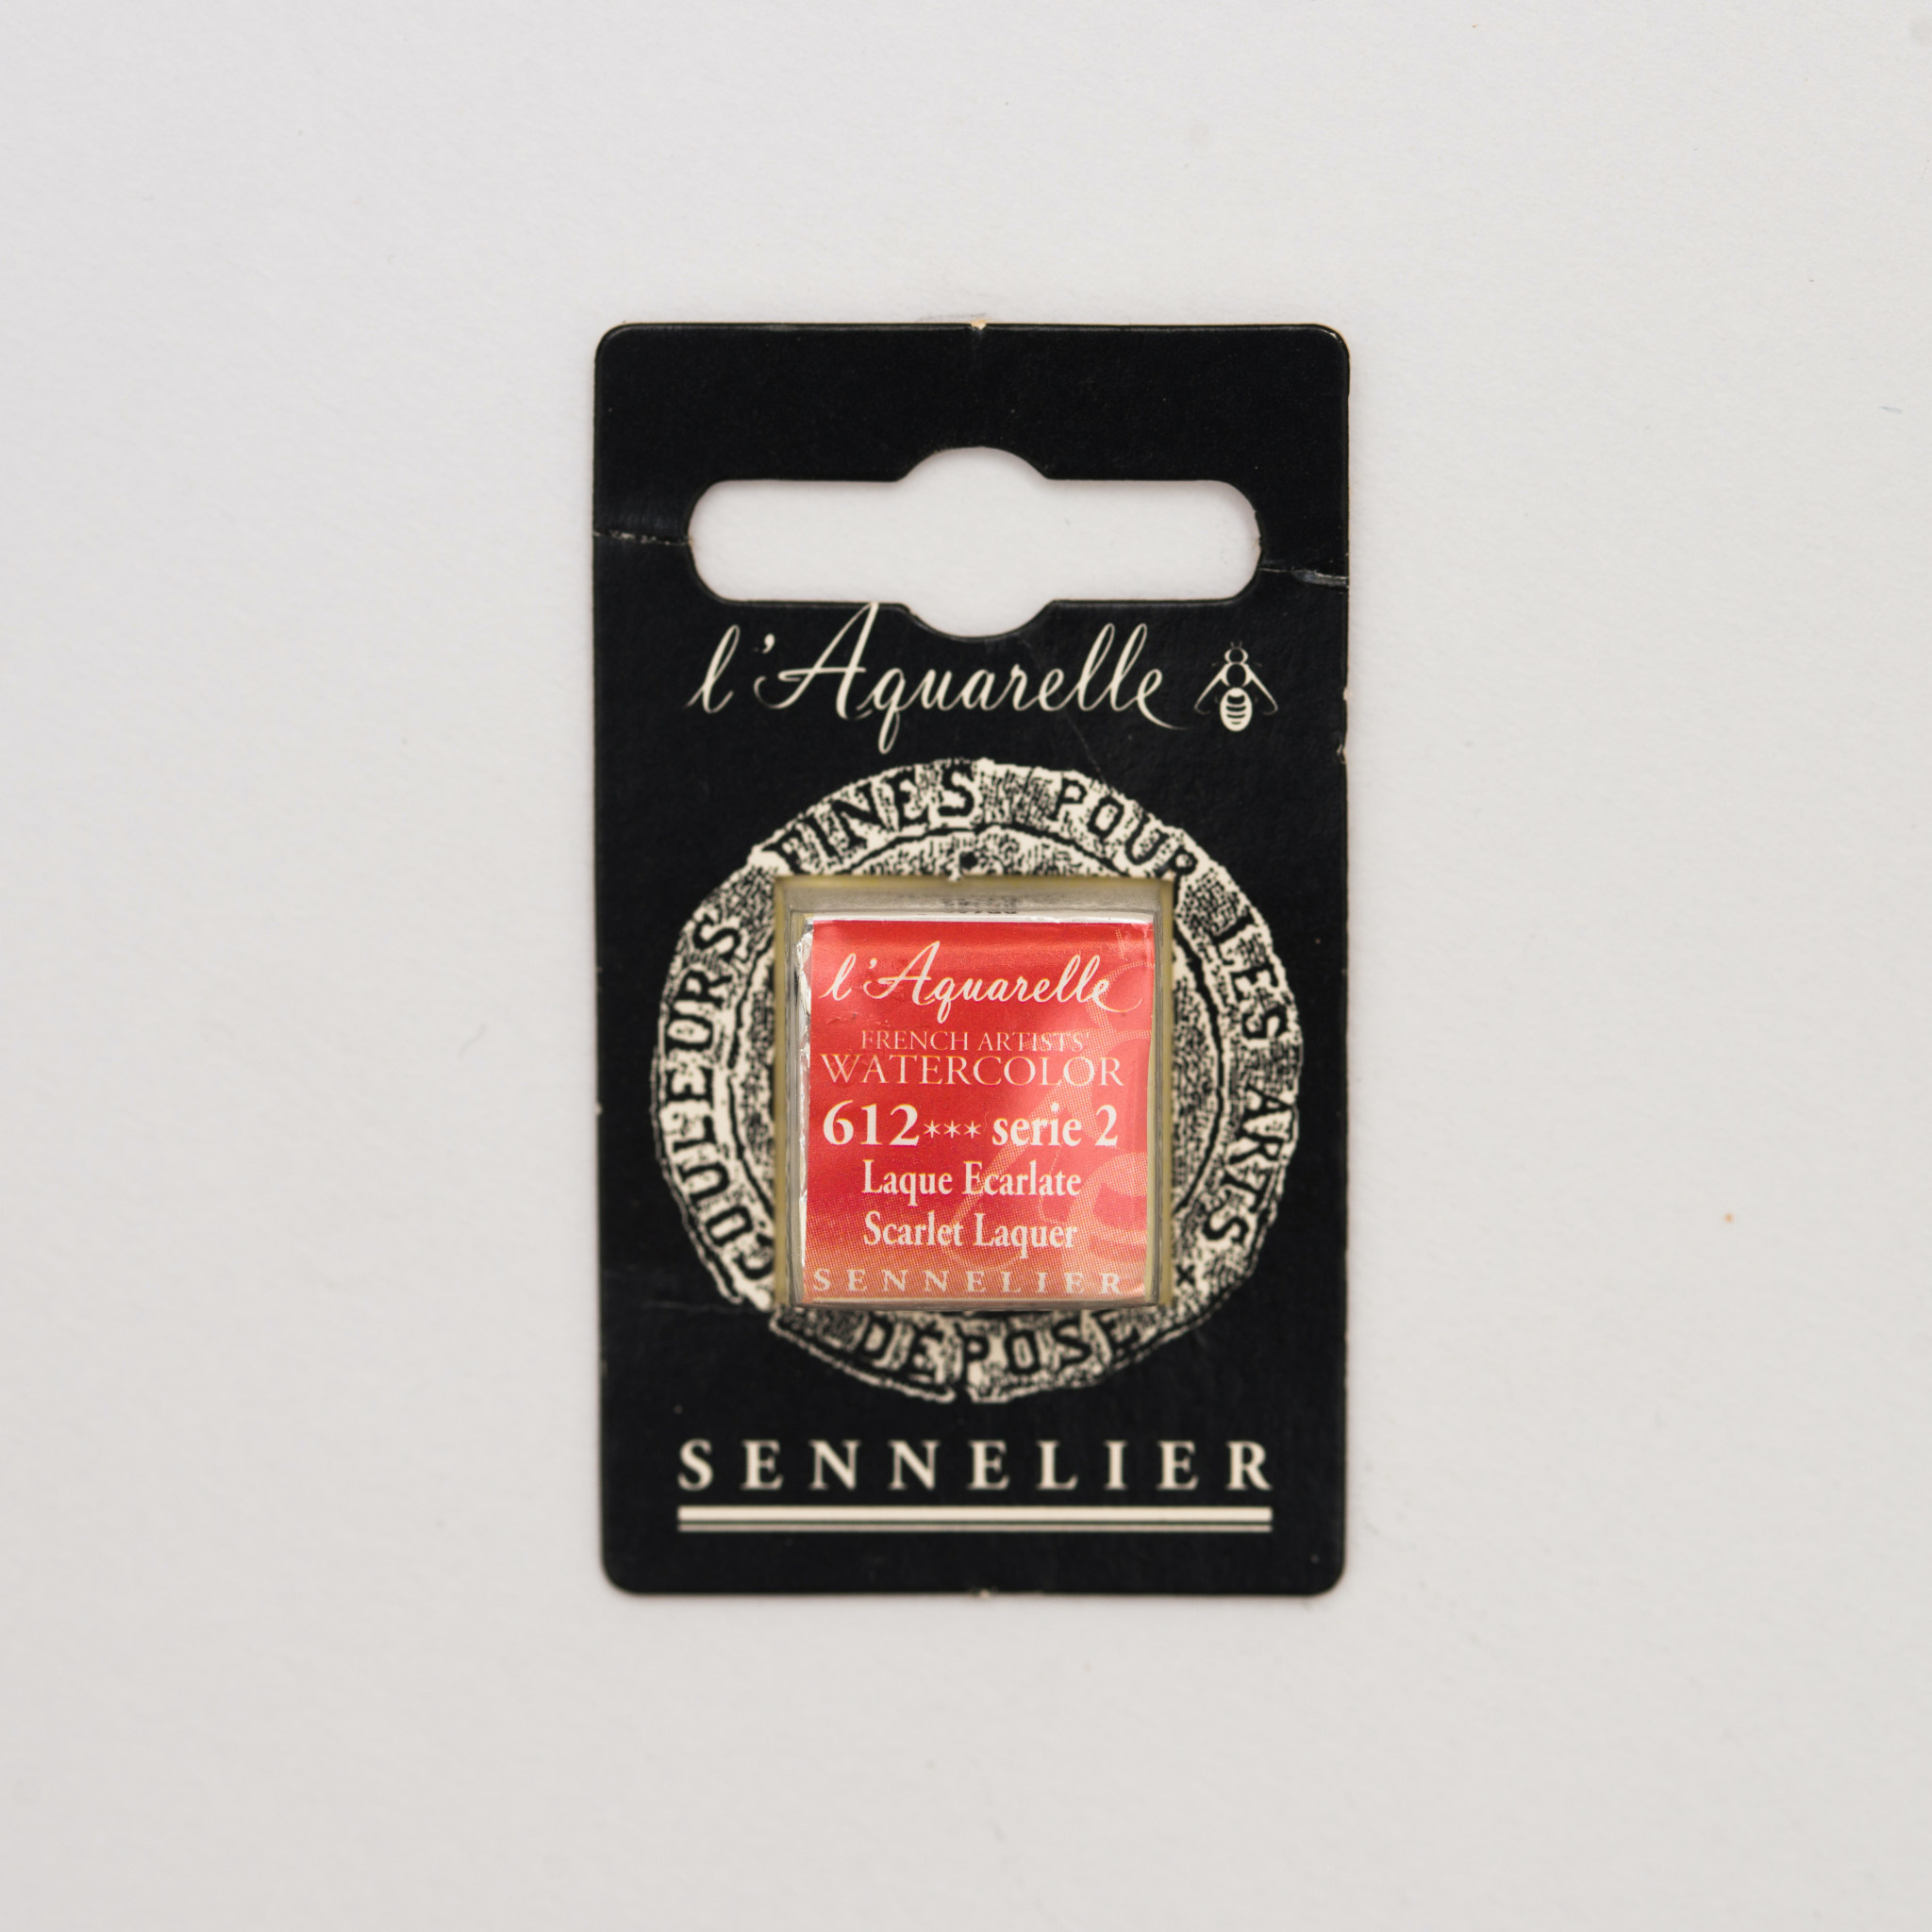 l'Aquarelle
COULEURS FINES POUR LES ARTS
DÉPOSÉ
l'Aquarelle
FRENCH ARTISTS'
WATERCOLOR
612*** serie 2
Laque Ecarlate
Scarlet Laquer
SENNELIER
SENNELIER